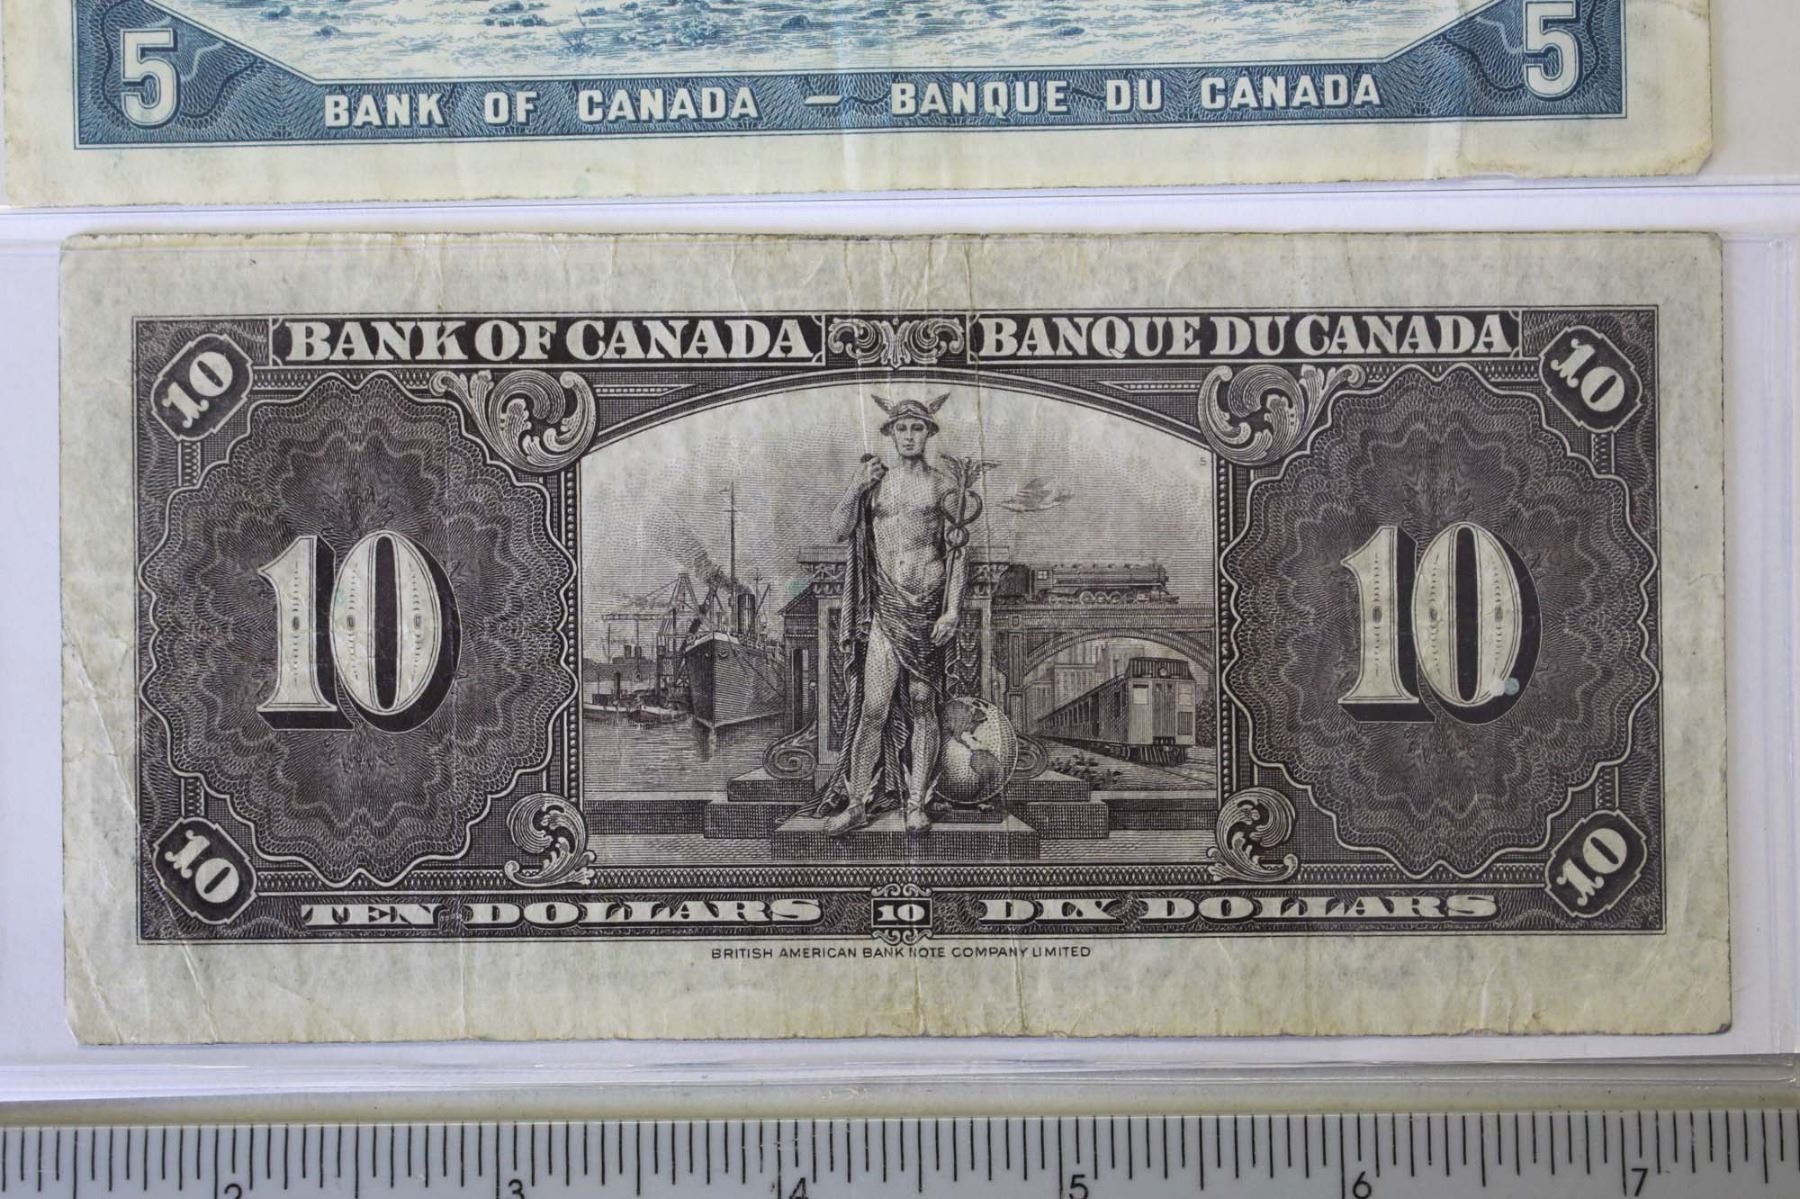 5 BANK OF CANADA – BANQUE DU CANADA 5
10 BANK OF CANADA BANQUE DU CANADA 10
S
10 10
10 TEN DOLLARS 10 DIX DOLLARS 10
BRITISH AMERICAN BANK NOTE COMPANY LIMITED
2 3 4 5 6 7